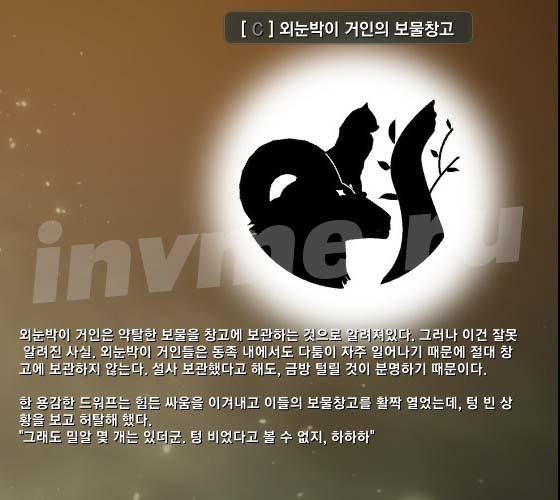 [ C ] 외눈박이 거인의 보물창고
invme.ru
외눈박이 거인은 약탈한 보물을 창고에 보관하는 것으로 알려져있다. 그러나 이건 잘못
알려진 사실, 외눈박이 거인들은 동족 내에서도 다툼이 자주 일어나기 때문에 절대 창
고에 보관하지 않는다. 설사 보관했다고 해도, 금방 털릴 것이 분명하기 때문이다.
한 용감한 드워프는 힘든 싸움을 이겨내고 이들의 보물창고를 활짝 열었는데, 텅 빈 상
황을 보고 허탈해 했다.
"그래도 밀알 몇 개는 있더군. 텅 비었다고 볼 수 없지, 하하하"